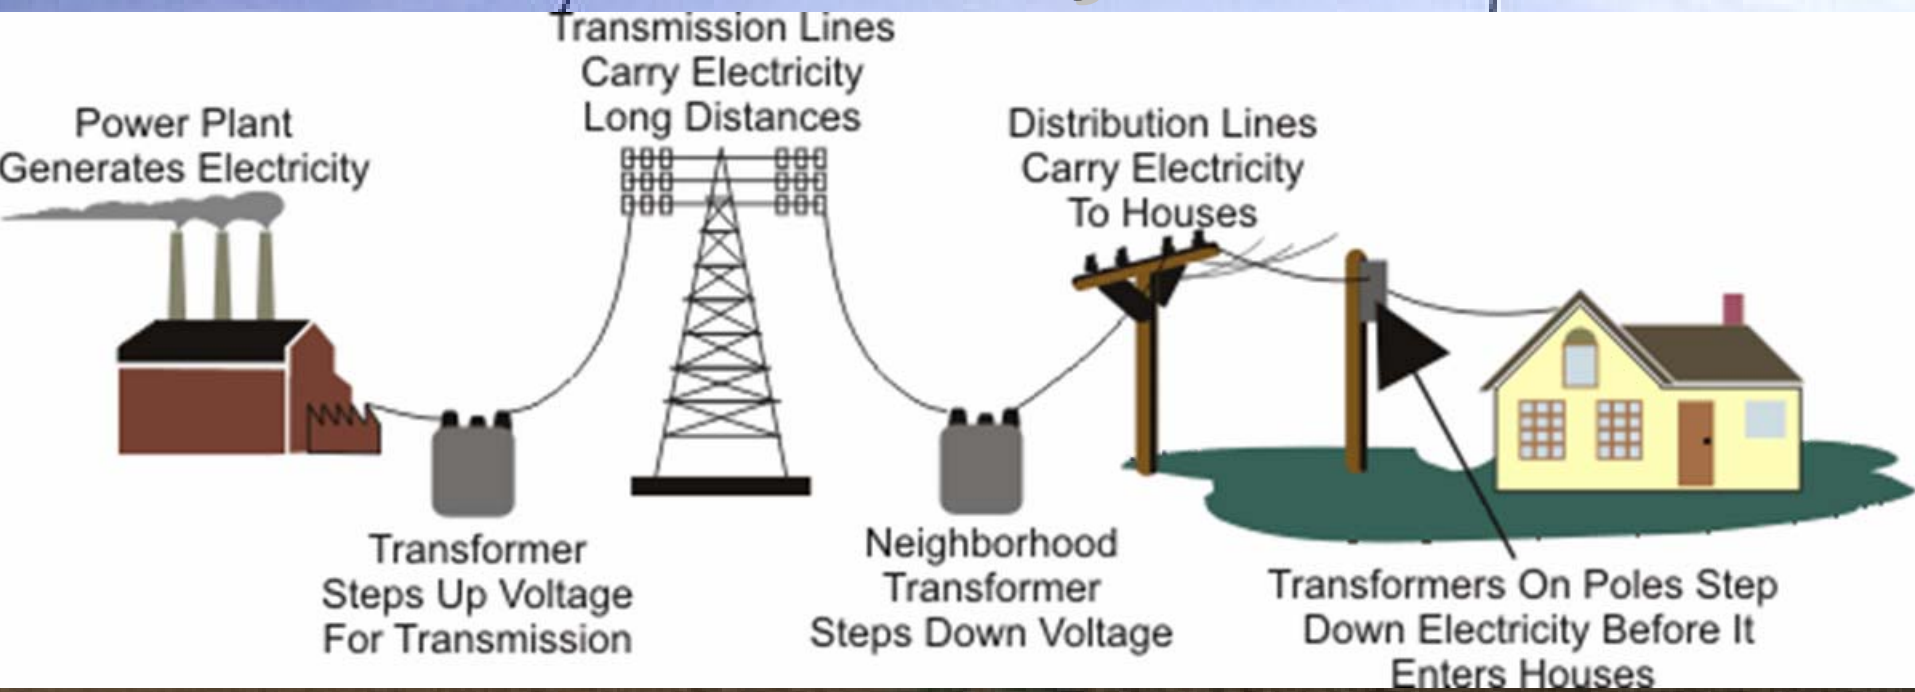 Power Plant
Generates Electricity
Transformer
Steps Up Voltage
For Transmission
Transmission Lines
Carry Electricity
Long Distances
Neighborhood
Transformer
Steps Down Voltage
Distribution Lines
Carry Electricity
To Houses
Transformers On Poles Step
Down Electricity Before It
Enters Houses